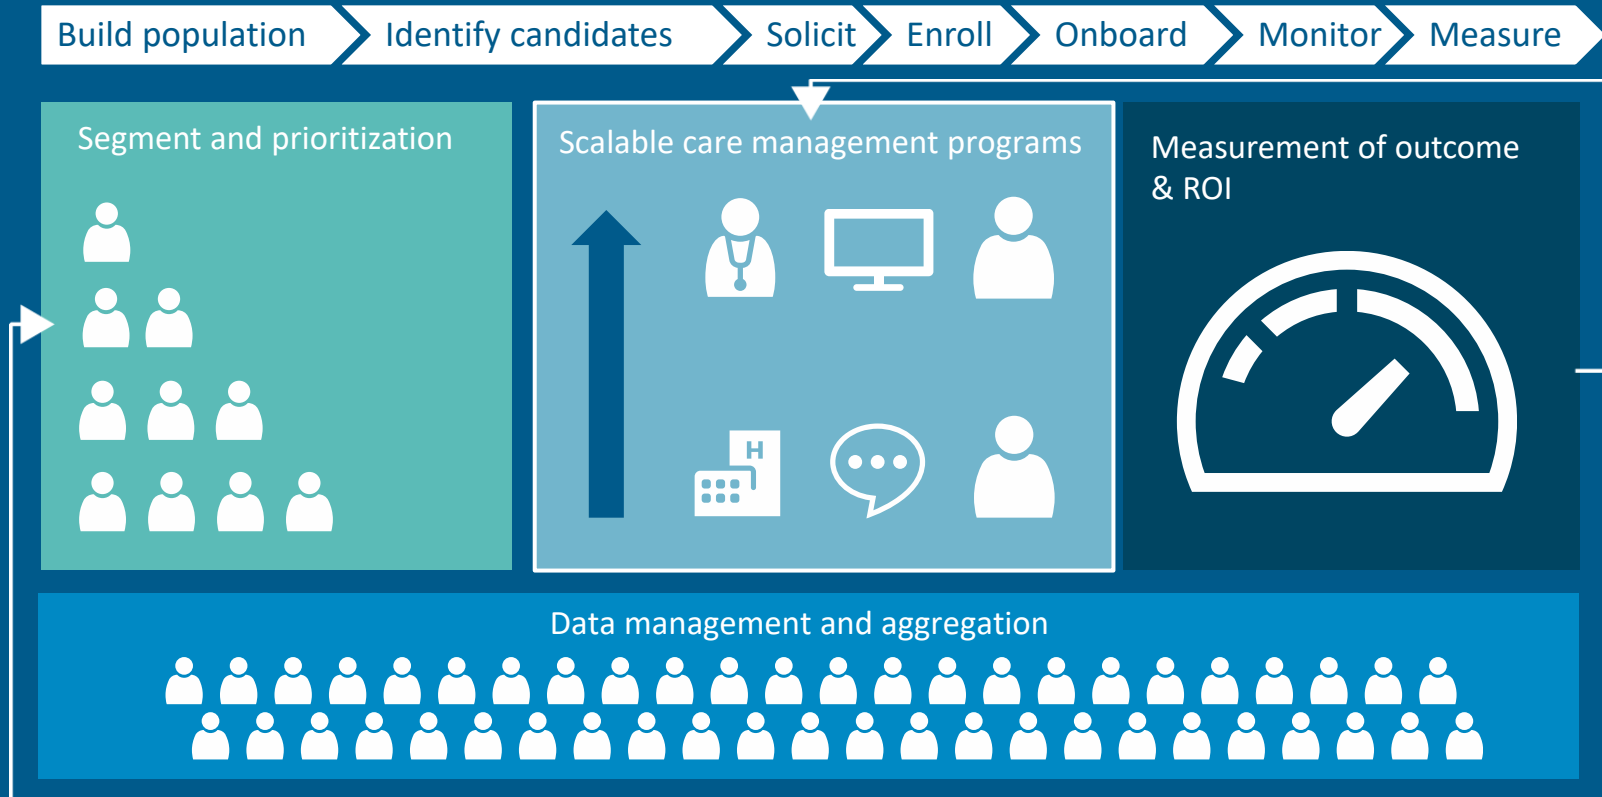 Build population
Identify candidates
Solicit
Enroll
Onboard
Monitor
Measure
Segment and prioritization
Scalable care management programs
Measurement of outcome
& ROI
H
Data management and aggregation